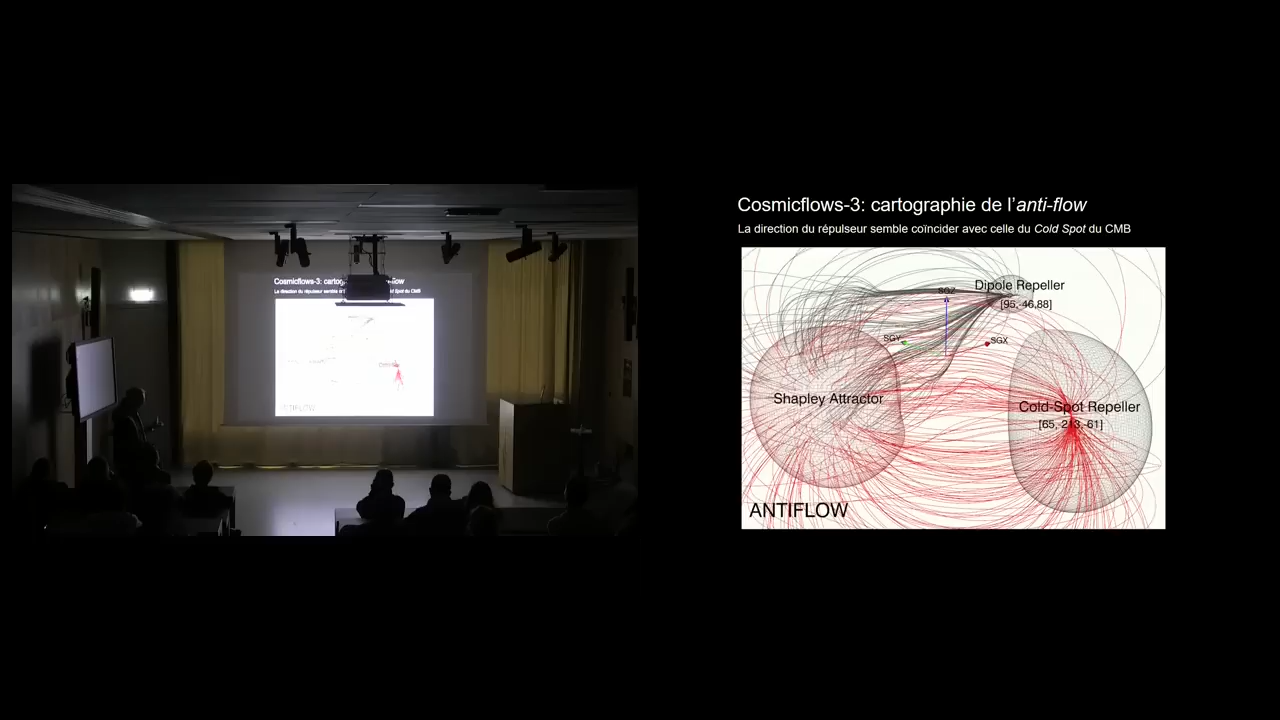 Cosmicflows-3: cartographie de l'anti-flow
La direction du répulseur semble coïncider avec celle du Cold Spot du CMB
Dipole Repeller
[95,-46,88]
SGZ
SGY
SGX
Shapley Attractor
Cold-Spot Repeller
[65,-213,-61]
ANTIFLOW